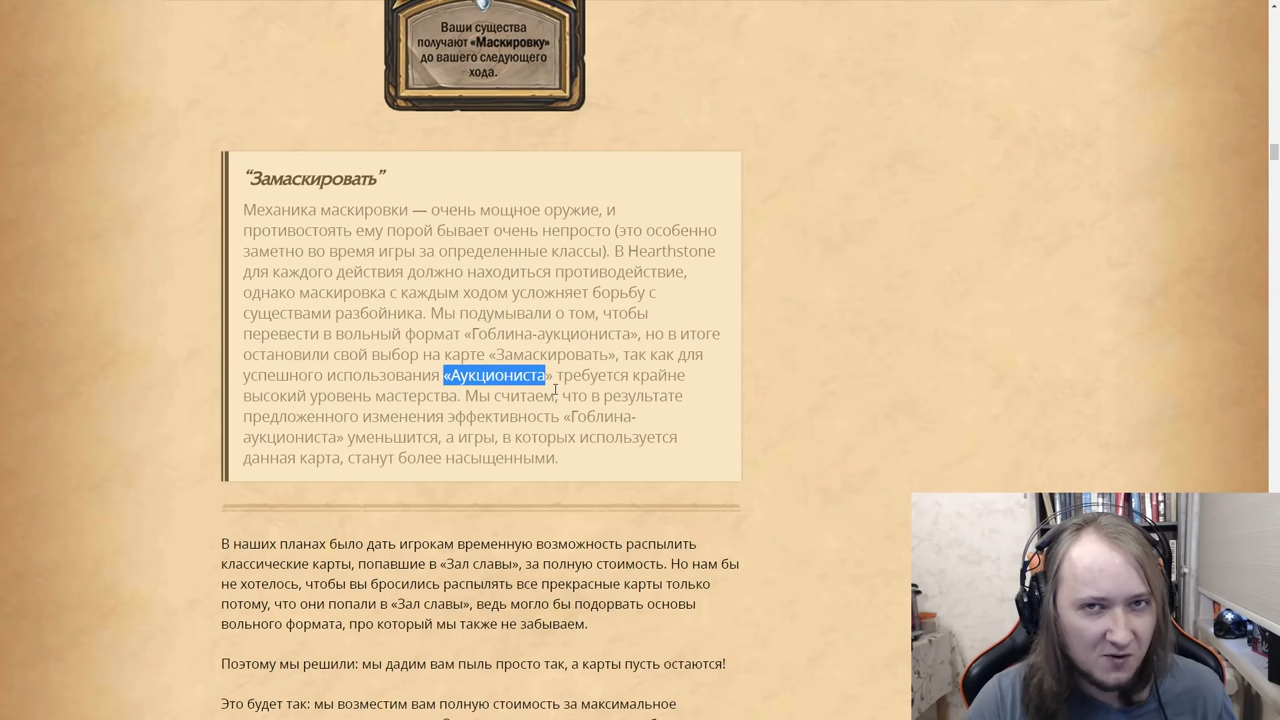 Ваши существа
получают «Маскировку»
до вашего следующего
хода.
“Замаскировать”
Механика маскировки — очень мощное оружие, и
противостоять ему порой бывает очень непросто (это особенно
заметно во время игры за определенные классы). В Hearthstone
для каждого действия должно находиться противодействие,
однако маскировка с каждым ходом усложняет борьбу с
существами разбойника. Мы подумывали о том, чтобы
перевести в вольный формат «Гоблина-аукциониста», но в итоге
остановили свой выбор на карте «Замаскировать», так как для
успешного использования «Аукциониста» требуется крайне
высокий уровень мастерства. Мы считаем, что в результате
предложенного изменения эффективность «Гоблина-
аукциониста» уменьшится, а игры, в которых используется
данная карта, станут более насыщенными.
В наших планах было дать игрокам временную возможность распылить
классические карты, попавшие в «Зал славы», за полную стоимость. Но нам бы
не хотелось, чтобы вы бросились распылять все прекрасные карты только
потому, что они попали в «Зал славы», ведь могло бы подорвать основы
вольного формата, про который мы также не забываем.
Поэтому мы решили: мы дадим вам пыль просто так, а карты пусть остаются!
Это будет так: мы возместим вам полную стоимость за максимальное